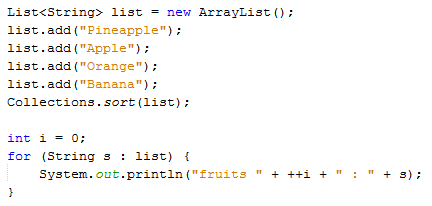 List<String> list = new ArrayList();
list.add("Pineapple");
list.add("Apple");
list.add("Orange");
list.add("Banana");
Collections.sort(list);

int i = 0;
for (String s : list) {
    System.out.println("fruits " + ++i + " : " + s);
}